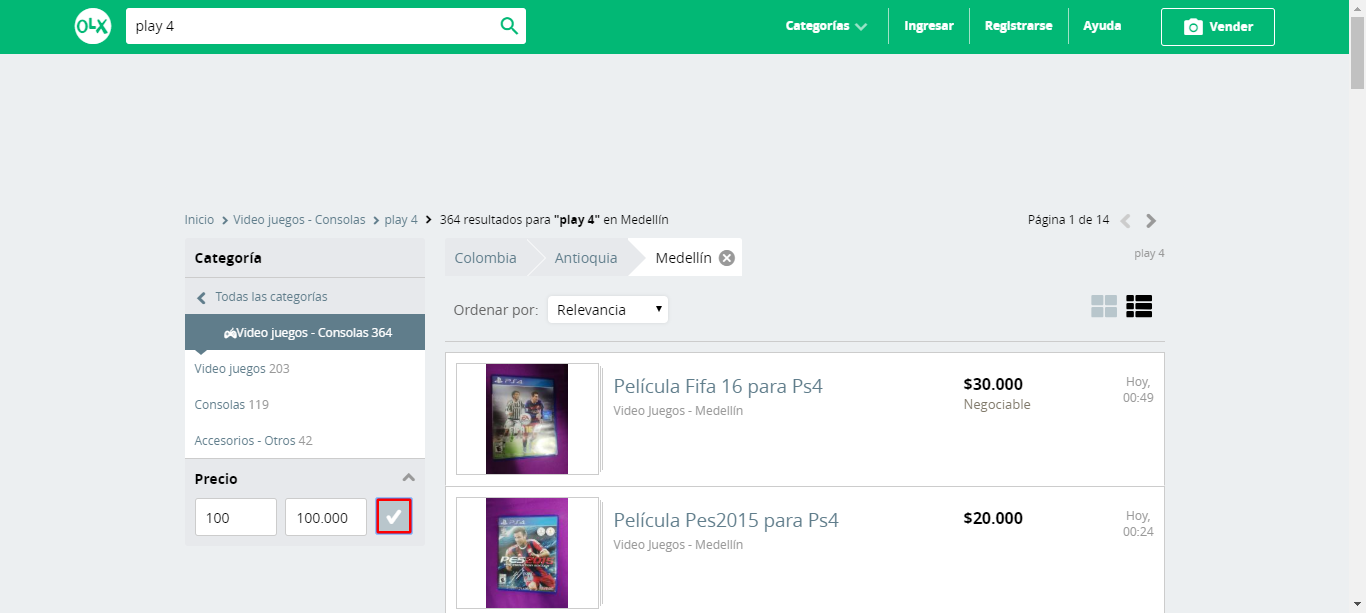 OLX
play 4
Categorías
Ingresar
Registrarse
Ayuda
Vender
Inicio
Video juegos - Consolas
play 4
364 resultados para "play 4" en Medellín
Página 1 de 14
play 4
Categoría
Todas las categorías
Video juegos - Consolas 364
Video juegos 203
Consolas 119
Accesorios - Otros 42
Precio
100
100.000
Colombia
Antioquia
Medellín
Ordenar por:
Relevancia
PS4
Película Fifa 16 para Ps4
Video Juegos - Medellín
$30.000
Negociable
Hoy,
00:49
PS4
Película Pes2015 para Ps4
Video Juegos - Medellín
$20.000
Hoy,
00:24